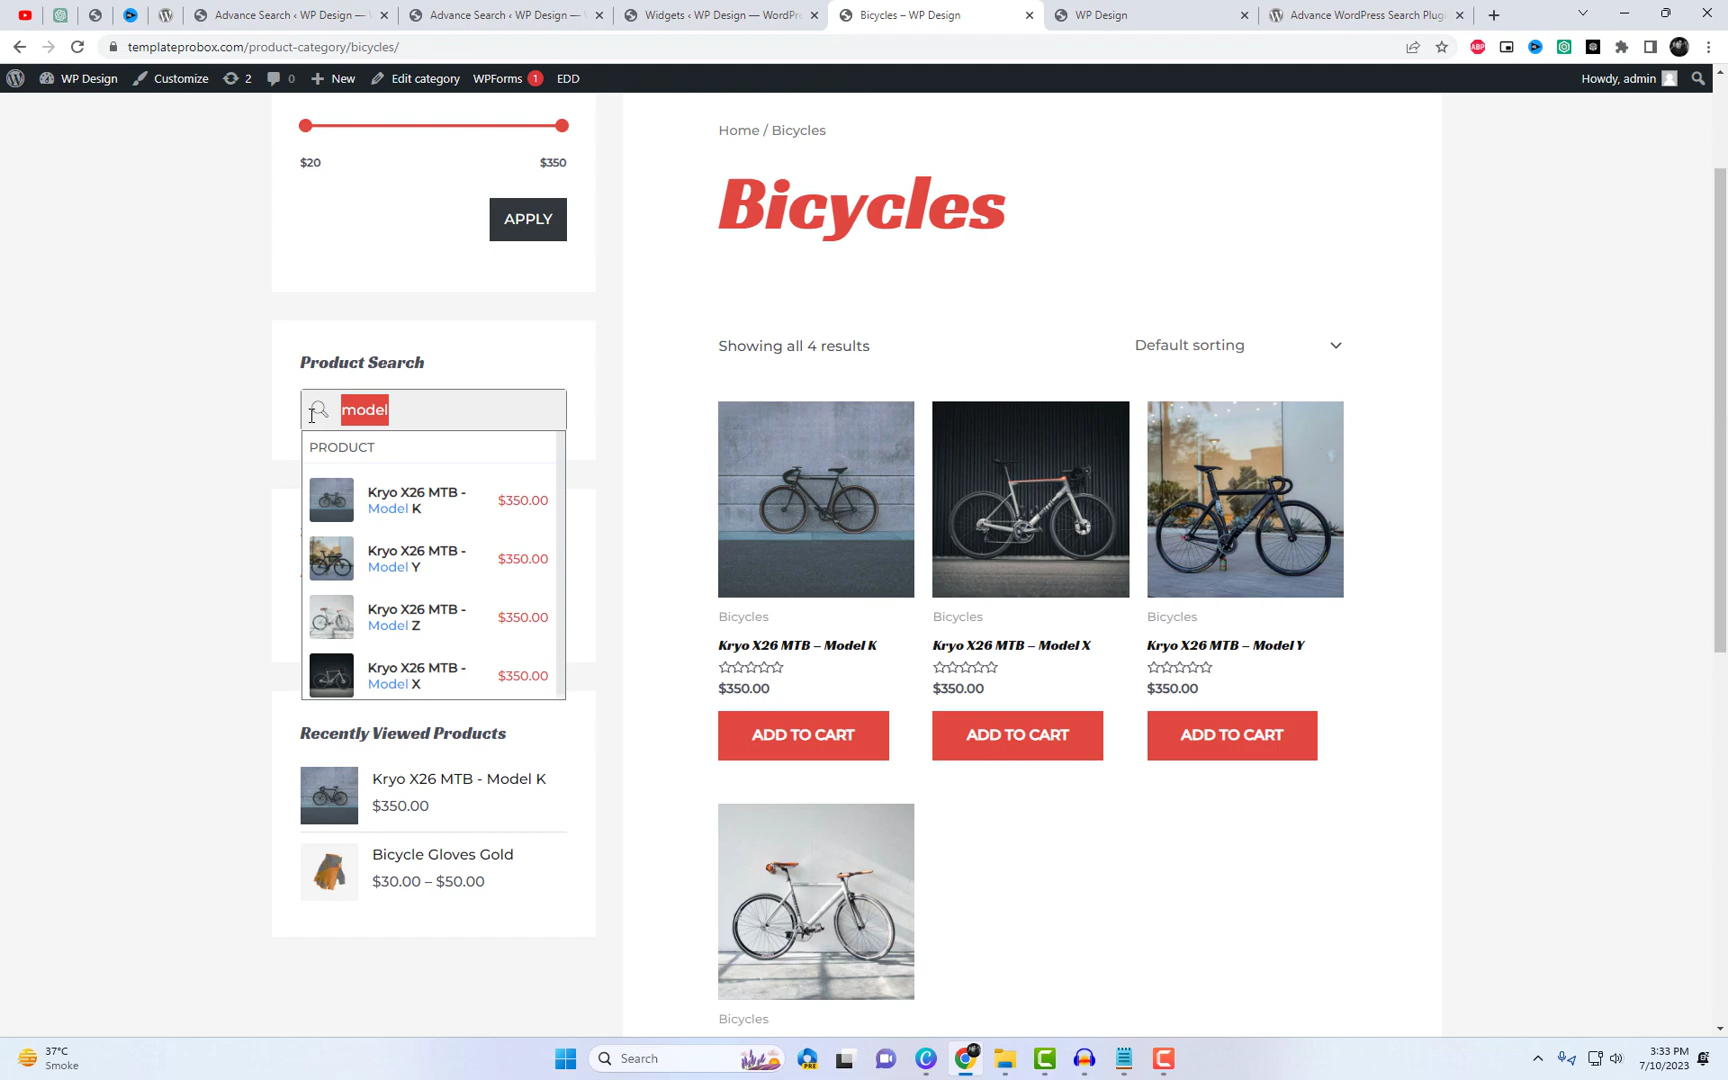 Advance Search ‹ WP Design —
Advance Search ‹ WP Design —
Widgets ‹ WP Design — WordPr
Bicycles – WP Design
WP Design
Advance WordPress Search Plugi
templateprobox.com/product-category/bicycles/
WP Design
Customize
2
0
New
Edit category
WPForms 1
EDD
Howdy, admin
$20
$350
APPLY
Product Search
model
PRODUCT
Kryo X26 MTB -
Model K
$350.00
Kryo X26 MTB -
Model Y
$350.00
Kryo X26 MTB -
Model Z
$350.00
Kryo X26 MTB -
Model X
$350.00
Recently Viewed Products
Kryo X26 MTB - Model K
$350.00
Bicycle Gloves Gold
$30.00 – $50.00
Home / Bicycles
Bicycles
Showing all 4 results
Default sorting
Bicycles
Kryo X26 MTB – Model K
$350.00
ADD TO CART
Bicycles
Kryo X26 MTB – Model X
$350.00
ADD TO CART
Bicycles
Kryo X26 MTB – Model Y
$350.00
ADD TO CART
Bicycles
37°C
Smoke
Search
PRE
3:33 PM
7/10/2023